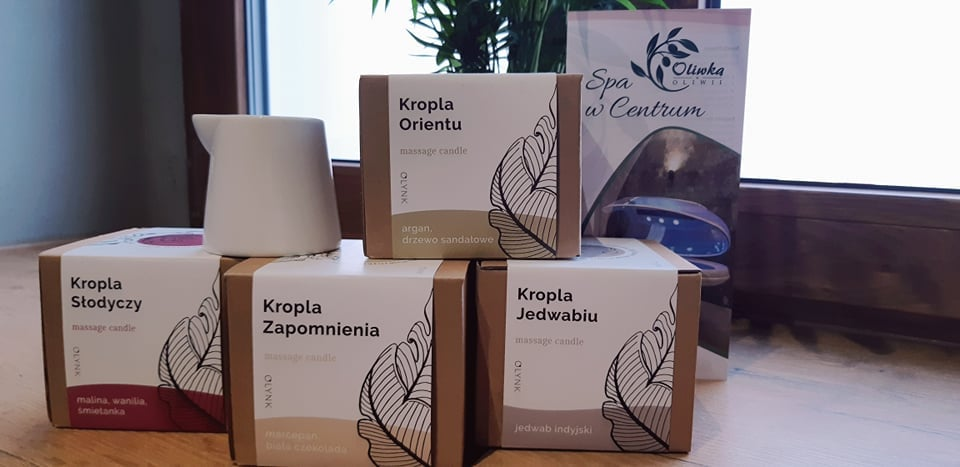 Kropla
Orientu
massage candle
OLYNK.
argan,
drzewo sandałowe
Oliwka
OLIWII
Spa
w Centrum
Kropla
Słodyczy
massage candle
OLYNK.
malina, wanilia,
śmietanka
Kropla
Zapomnienia
massage candle
OLYNK.
marcepan,
biała czekolada
Kropla
Jedwabiu
massage candle
OLYNK.
jedwab indyjski